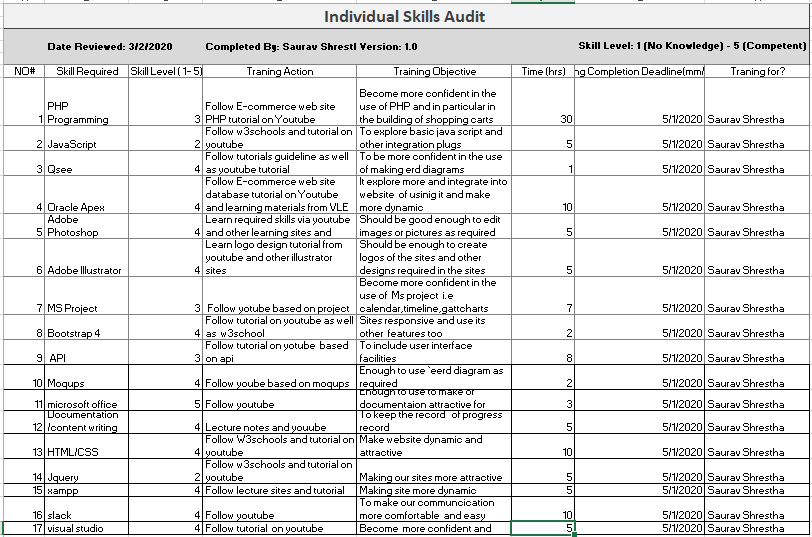 Individual Skills Audit
Date Reviewed: 3/2/2020 Completed By: Saurav Shrestl Version: 1.0 Skill Level: 1 (No Knowledge) - 5 (Competent)
NO# Skill Required Skill Level ( 1- 5) Traning Action Training Objective Time (hrs) ng Completion Deadline(mm/ Traning for?
1 PHP Programming 3 Follow E-commerce web site PHP tutorial on Youtube Become more confident in the use of PHP and in particular in the building of shopping carts 30 5/1/2020 Saurav Shrestha
2 JavaScript 2 Follow w3schools and tutorial on youtube To explore basic java script and other integration plugs 5 5/1/2020 Saurav Shrestha
3 Qsee 4 Follow tutorials guideline as well as youtube tutorial To be more confident in the use of making erd diagrams 1 5/1/2020 Saurav Shrestha
4 Oracle Apex 4 Follow E-commerce web site database tutorial on Youtube and learning materials from VLE It explore more and integrate into website of using it and make more dynamic 10 5/1/2020 Saurav Shrestha
5 Adobe Photoshop 4 Learn required skills via youtube and other learning sites and Should be good enough to edit images or pictures as required 5 5/1/2020 Saurav Shrestha
6 Adobe Illustrator 4 Learn logo design tutorial from youtube and other illustrator sites Should be enough to create logos of the sites and other designs required in the sites 5 5/1/2020 Saurav Shrestha
7 MS Project 3 Follow yotube based on project Become more confident in the use of Ms project i.e calendar,timeline,gattcharts 7 5/1/2020 Saurav Shrestha
8 Bootstrap 4 4 Follow tutorial on youtube as well as w3school Sites responsive and use its other features too 2 5/1/2020 Saurav Shrestha
9 API 3 Follow tutorial on yotube based on api To include user interface facilities 8 5/1/2020 Saurav Shrestha
10 Moqups 4 Follow yoube based on moqups Enough to use `eerd diagram as required 2 5/1/2020 Saurav Shrestha
11 microsoft office 5 Follow youtube Enough to use to make of documentaion attractive for 3 5/1/2020 Saurav Shrestha
12 Documentation /content writing 4 Lecture notes and youube To keep the record of progress record 5 5/1/2020 Saurav Shrestha
13 HTML/CSS 4 Follow W3schools and tutorial on youtube Make website dynamic and attractive 10 5/1/2020 Saurav Shrestha
14 Jquery 2 Follow w3schools and tutorial on youtube Making our sites more attractive 5 5/1/2020 Saurav Shrestha
15 xampp 4 Follow lecture sites and tutorial Making site more dynamic 5 5/1/2020 Saurav Shrestha
16 slack 4 Follow youtube To make our communcication more comfortable and easy 10 5/1/2020 Saurav Shrestha
17 visual studio 4 Follow tutorial on youtube Become more confident and 5 5/1/2020 Saurav Shrestha